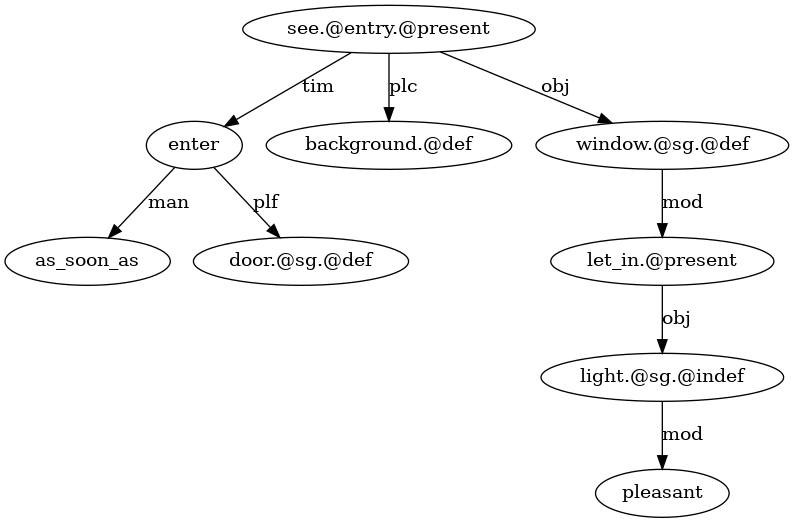 see.@entry.@present
tim
plc
obj
enter
background.@def
window.@sg.@def
man
plf
mod
as_soon_as
door.@sg.@def
let_in.@present
obj
light.@sg.@indef
mod
pleasant